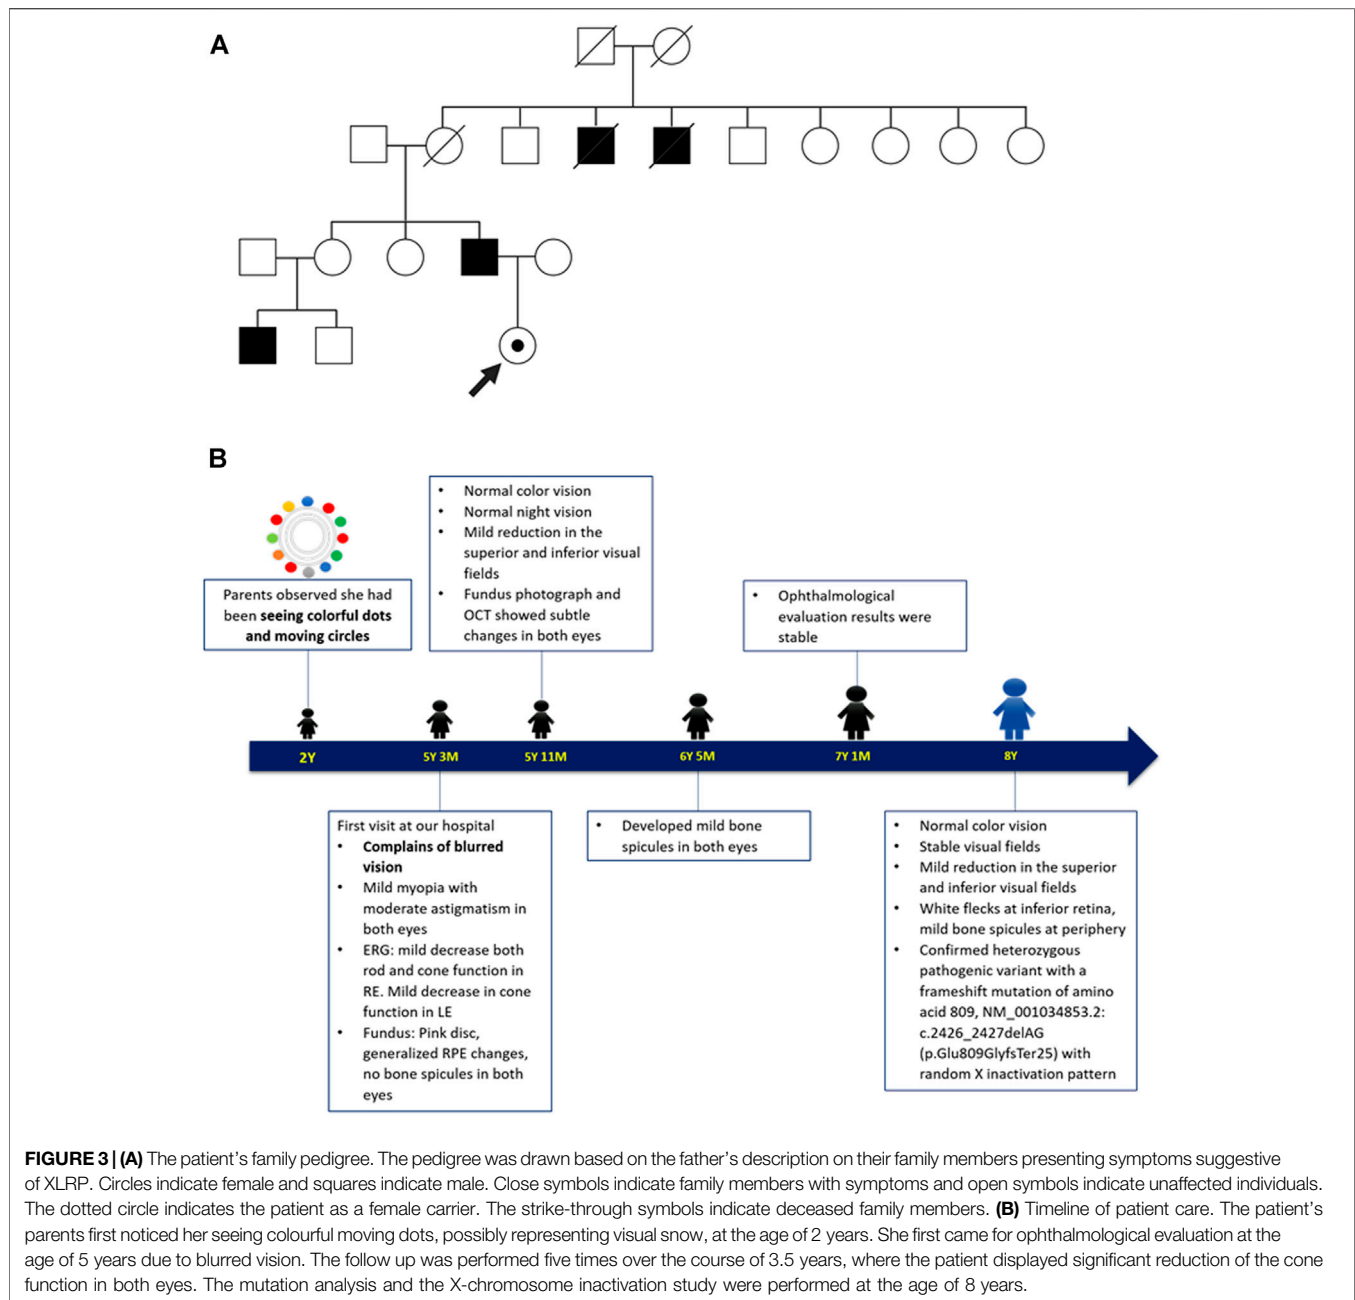 A
B
Parents observed she had
been seeing colorful dots
and moving circles
• Normal color vision
• Normal night vision
• Mild reduction in the
superior and inferior visual
fields
• Fundus photograph and
OCT showed subtle
changes in both eyes
• Ophthalmological
evaluation results were
stable
2Y
5Y 3M
5Y 11M
6Y 5M
7Y 1M
8Y
First visit at our hospital
• Complains of blurred
vision
• Mild myopia with
moderate astigmatism in
both eyes
• ERG: mild decrease both
rod and cone function in
RE. Mild decrease in cone
function in LE
• Fundus: Pink disc,
generalized RPE changes,
no bone spicules in both
eyes
• Developed mild bone
spicules in both eyes
• Normal color vision
• Stable visual fields
• Mild reduction in the superior
and inferior visual fields
• White flecks at inferior retina,
mild bone spicules at periphery
• Confirmed heterozygous
pathogenic variant with a
frameshift mutation of amino
acid 809, NM_001034853.2:
c.2426_2427delAG
(p.Glu809GlyfsTer25) with
random X inactivation pattern
FIGURE 3 | (A) The patient's family pedigree. The pedigree was drawn based on the father's description on their family members presenting symptoms suggestive
of XLRP. Circles indicate female and squares indicate male. Close symbols indicate family members with symptoms and open symbols indicate unaffected individuals.
The dotted circle indicates the patient as a female carrier. The strike-through symbols indicate deceased family members. (B) Timeline of patient care. The patient's
parents first noticed her seeing colourful moving dots, possibly representing visual snow, at the age of 2 years. She first came for ophthalmological evaluation at the
age of 5 years due to blurred vision. The follow up was performed five times over the course of 3.5 years, where the patient displayed significant reduction of the cone
function in both eyes. The mutation analysis and the X-chromosome inactivation study were performed at the age of 8 years.